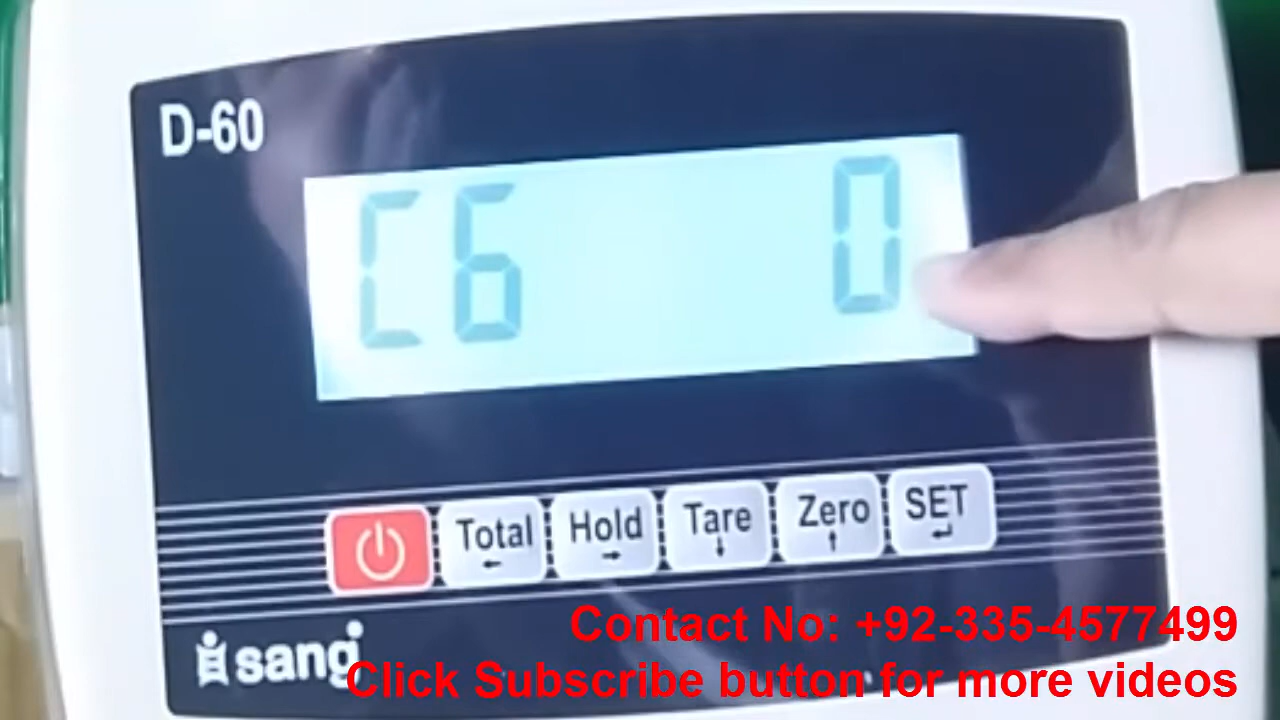 D-60
C6 0
Total Hold Tare Zero SET
← → ↓ ↑ ↵
sang
Contact No: +92-335-4577499
Click Subscribe button for more videos